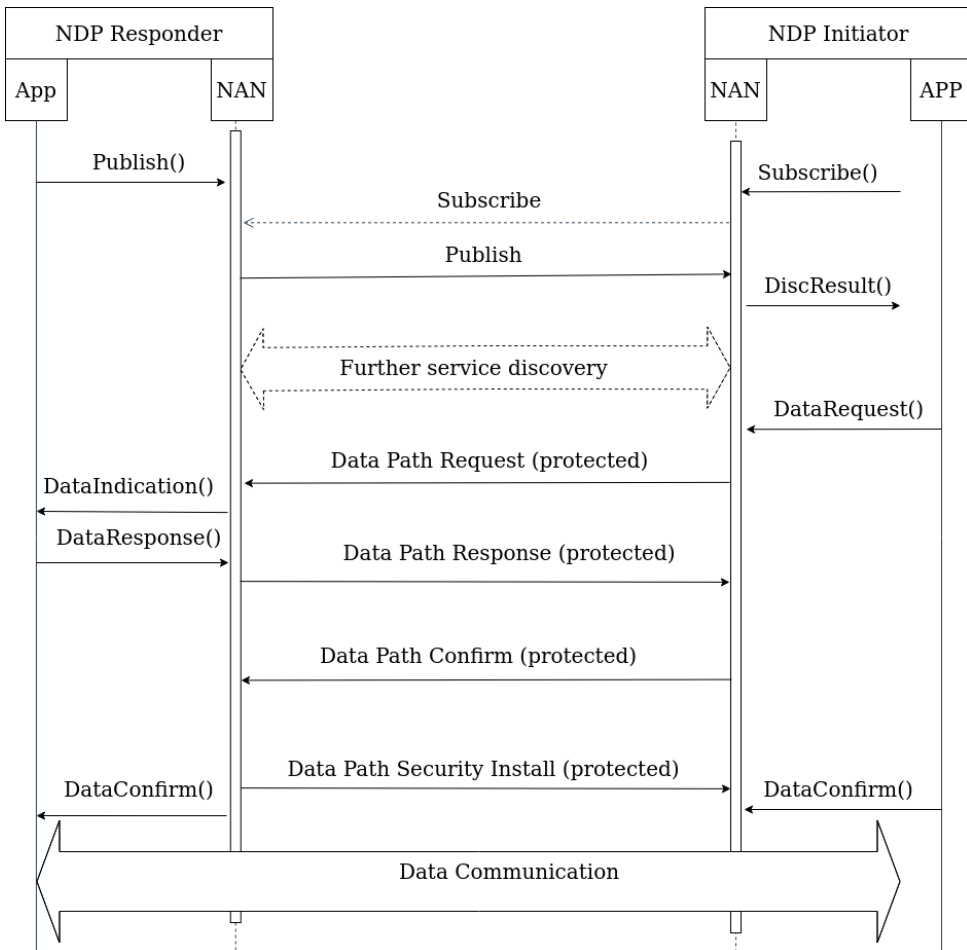 NDP Responder
NDP Initiator
App
NAN
NAN
APP
Publish()
Subscribe()
Subscribe
Publish
DiscResult()
Further service discovery
DataRequest()
Data Path Request (protected)
DataIndication()
DataResponse()
Data Path Response (protected)
Data Path Confirm (protected)
Data Path Security Install (protected)
DataConfirm()
DataConfirm()
Data Communication